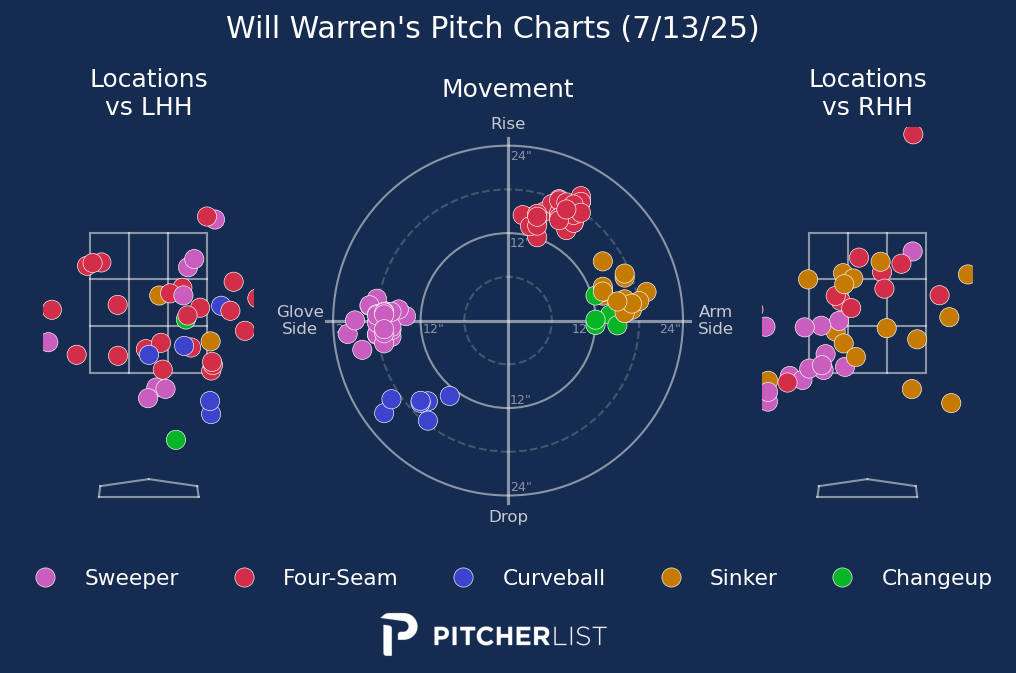 Will Warren's Pitch Charts (7/13/25)
Locations
vs LHH
Movement
Locations
vs RHH
Rise
24"
12"
Glove
Side
12"
12"
24"
Arm
Side
12"
24"
Drop
Sweeper
Four-Seam
Curveball
Sinker
Changeup
PITCHERLIST